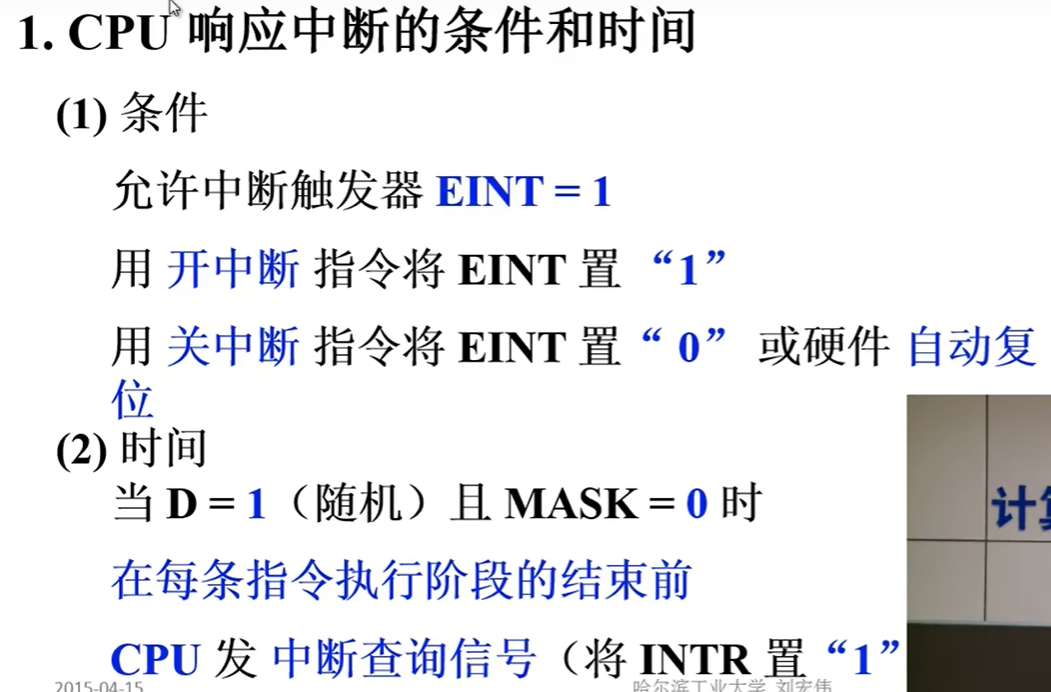 1. CPU 响应中断的条件和时间
(1) 条件
允许中断触发器 EINT = 1
用 开中断 指令将 EINT 置 “1”
用 关中断 指令将 EINT 置“ 0” 或硬件 自动复
位
(2) 时间
当 D = 1（随机）且 MASK = 0 时
在每条指令执行阶段的结束前
CPU 发 中断查询信号（将 INTR 置“1”
2015-04-15 哈尔滨工业大学 刘宏伟
计